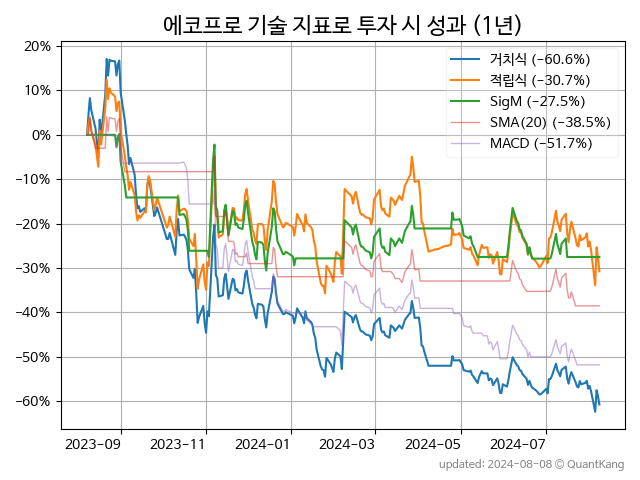 에코프로 기술 지표로 투자 시 성과 (1년)
거치식 (−60.6%)
적립식 (−30.7%)
SigM (−27.5%)
SMA(20) (−38.5%)
MACD (−51.7%)
20%
10%
0%
−10%
−20%
−30%
−40%
−50%
−60%
2023-09 2023-11 2024-01 2024-03 2024-05 2024-07
updated: 2024-08-08 © QuantKang